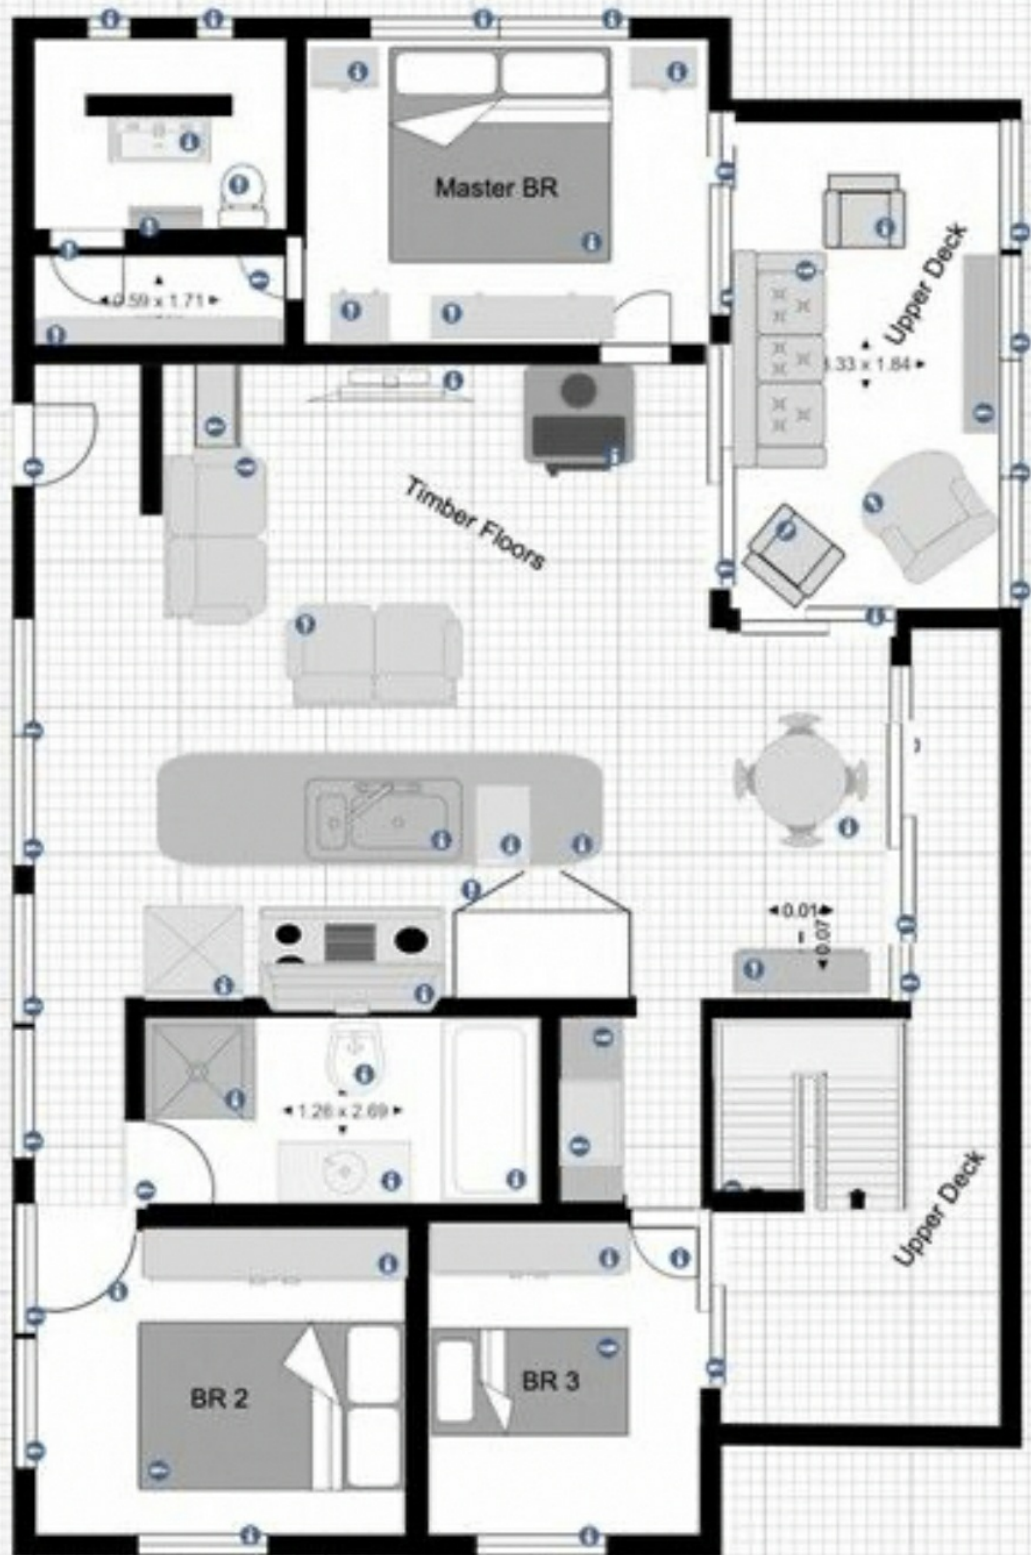 Master BR
Upper Deck
0.59 x 1.71
.33 x 1.84
Timber Floors
0.01
0.07
1.26 x 2.69
Upper Deck
BR 2
BR 3